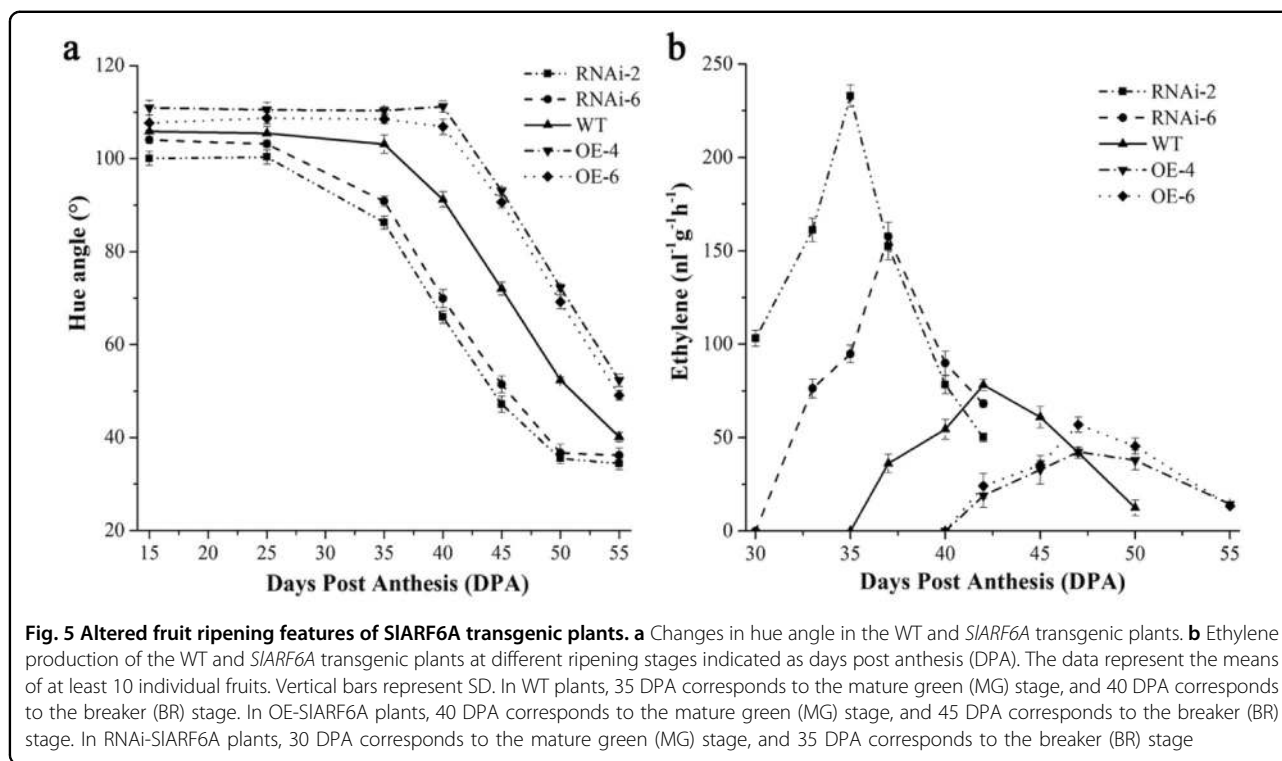 a
120
100
80
60
40
20
Hue angle (°)
15 20 25 30 35 40 45 50 55
Days Post Anthesis (DPA)
RNAi-2
RNAi-6
WT
OE-4
OE-6
b
250
200
150
100
50
0
Ethylene (nl⁻¹g⁻¹h⁻¹)
30 35 40 45 50 55
Days Post Anthesis (DPA)
RNAi-2
RNAi-6
WT
OE-4
OE-6
Fig. 5 Altered fruit ripening features of SlARF6A transgenic plants. a Changes in hue angle in the WT and SlARF6A transgenic plants. b Ethylene
production of the WT and SlARF6A transgenic plants at different ripening stages indicated as days post anthesis (DPA). The data represent the means
of at least 10 individual fruits. Vertical bars represent SD. In WT plants, 35 DPA corresponds to the mature green (MG) stage, and 40 DPA corresponds
to the breaker (BR) stage. In OE-SlARF6A plants, 40 DPA corresponds to the mature green (MG) stage, and 45 DPA corresponds to the breaker (BR)
stage. In RNAi-SlARF6A plants, 30 DPA corresponds to the mature green (MG) stage, and 35 DPA corresponds to the breaker (BR) stage